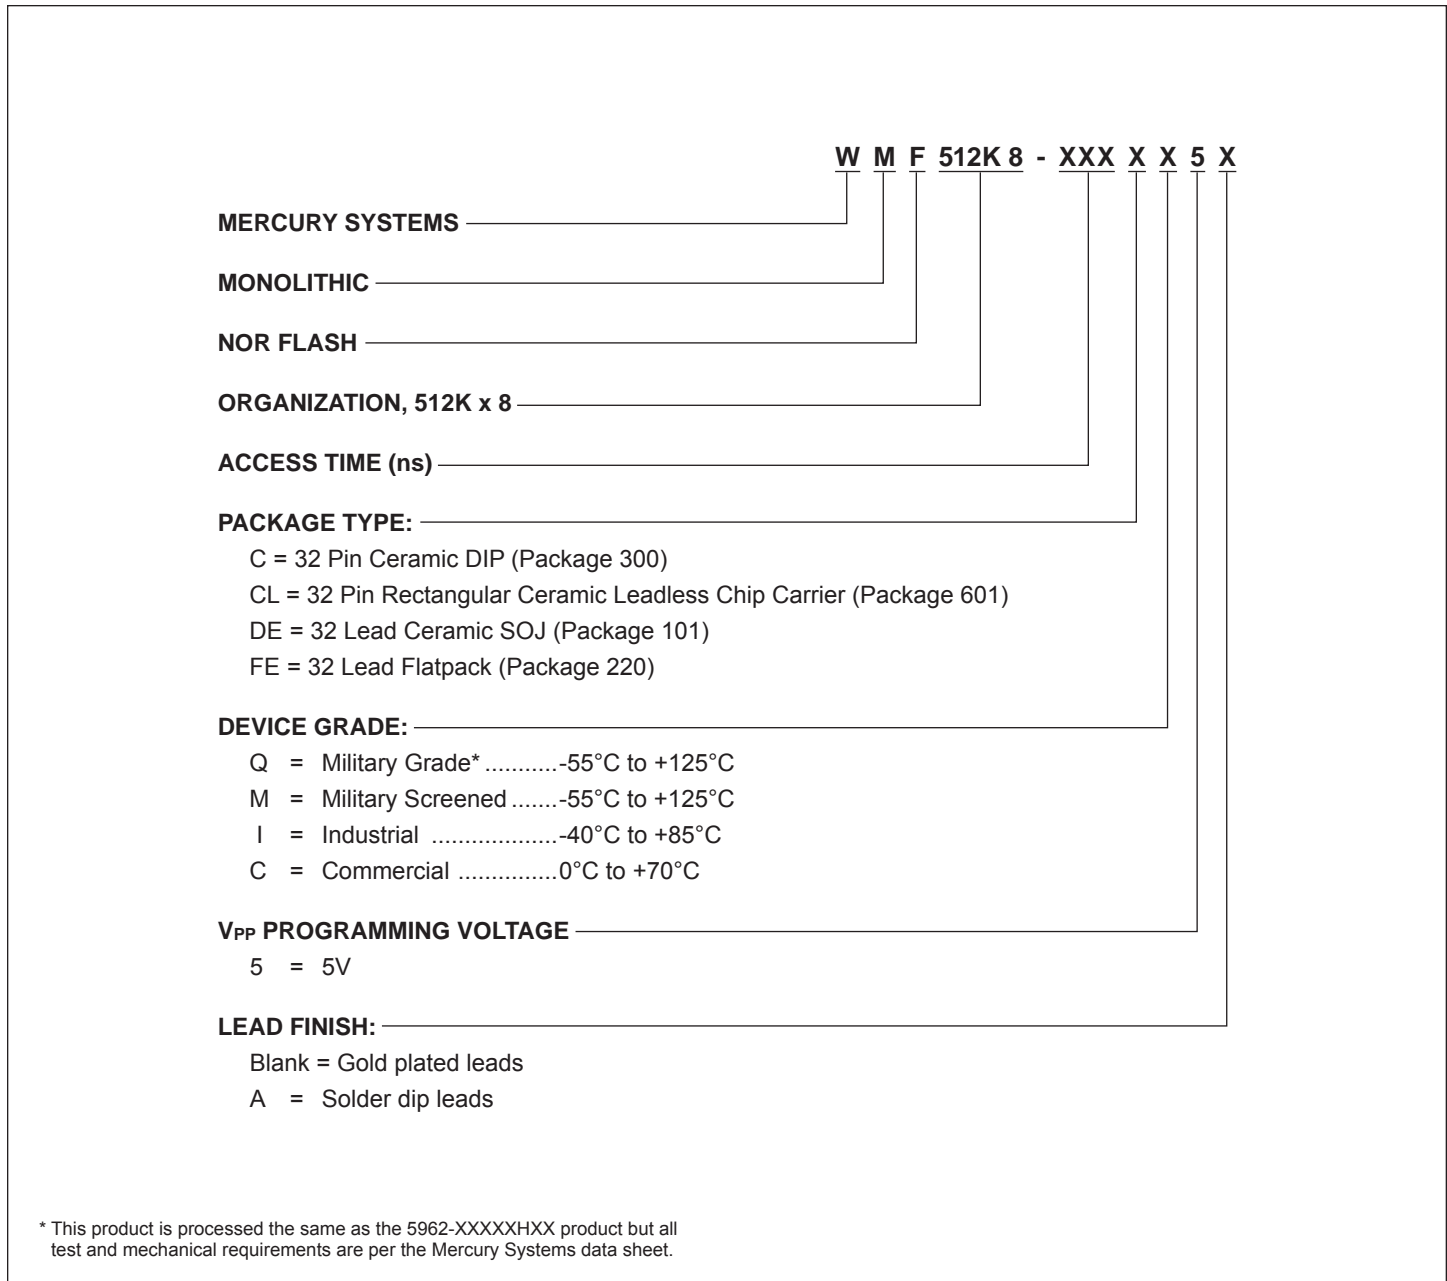 W M F 512K 8 - XXX X X 5 X
MERCURY SYSTEMS
MONOLITHIC
NOR FLASH
ORGANIZATION, 512K x 8
ACCESS TIME (ns)
PACKAGE TYPE:
C = 32 Pin Ceramic DIP (Package 300)
CL = 32 Pin Rectangular Ceramic Leadless Chip Carrier (Package 601)
DE = 32 Lead Ceramic SOJ (Package 101)
FE = 32 Lead Flatpack (Package 220)
DEVICE GRADE:
Q = Military Grade* ...........-55°C to +125°C
M = Military Screened .......-55°C to +125°C
I = Industrial ...................-40°C to +85°C
C = Commercial ...............0°C to +70°C
VPP PROGRAMMING VOLTAGE
5 = 5V
LEAD FINISH:
Blank = Gold plated leads
A = Solder dip leads
* This product is processed the same as the 5962-XXXXXHXX product but all
test and mechanical requirements are per the Mercury Systems data sheet.